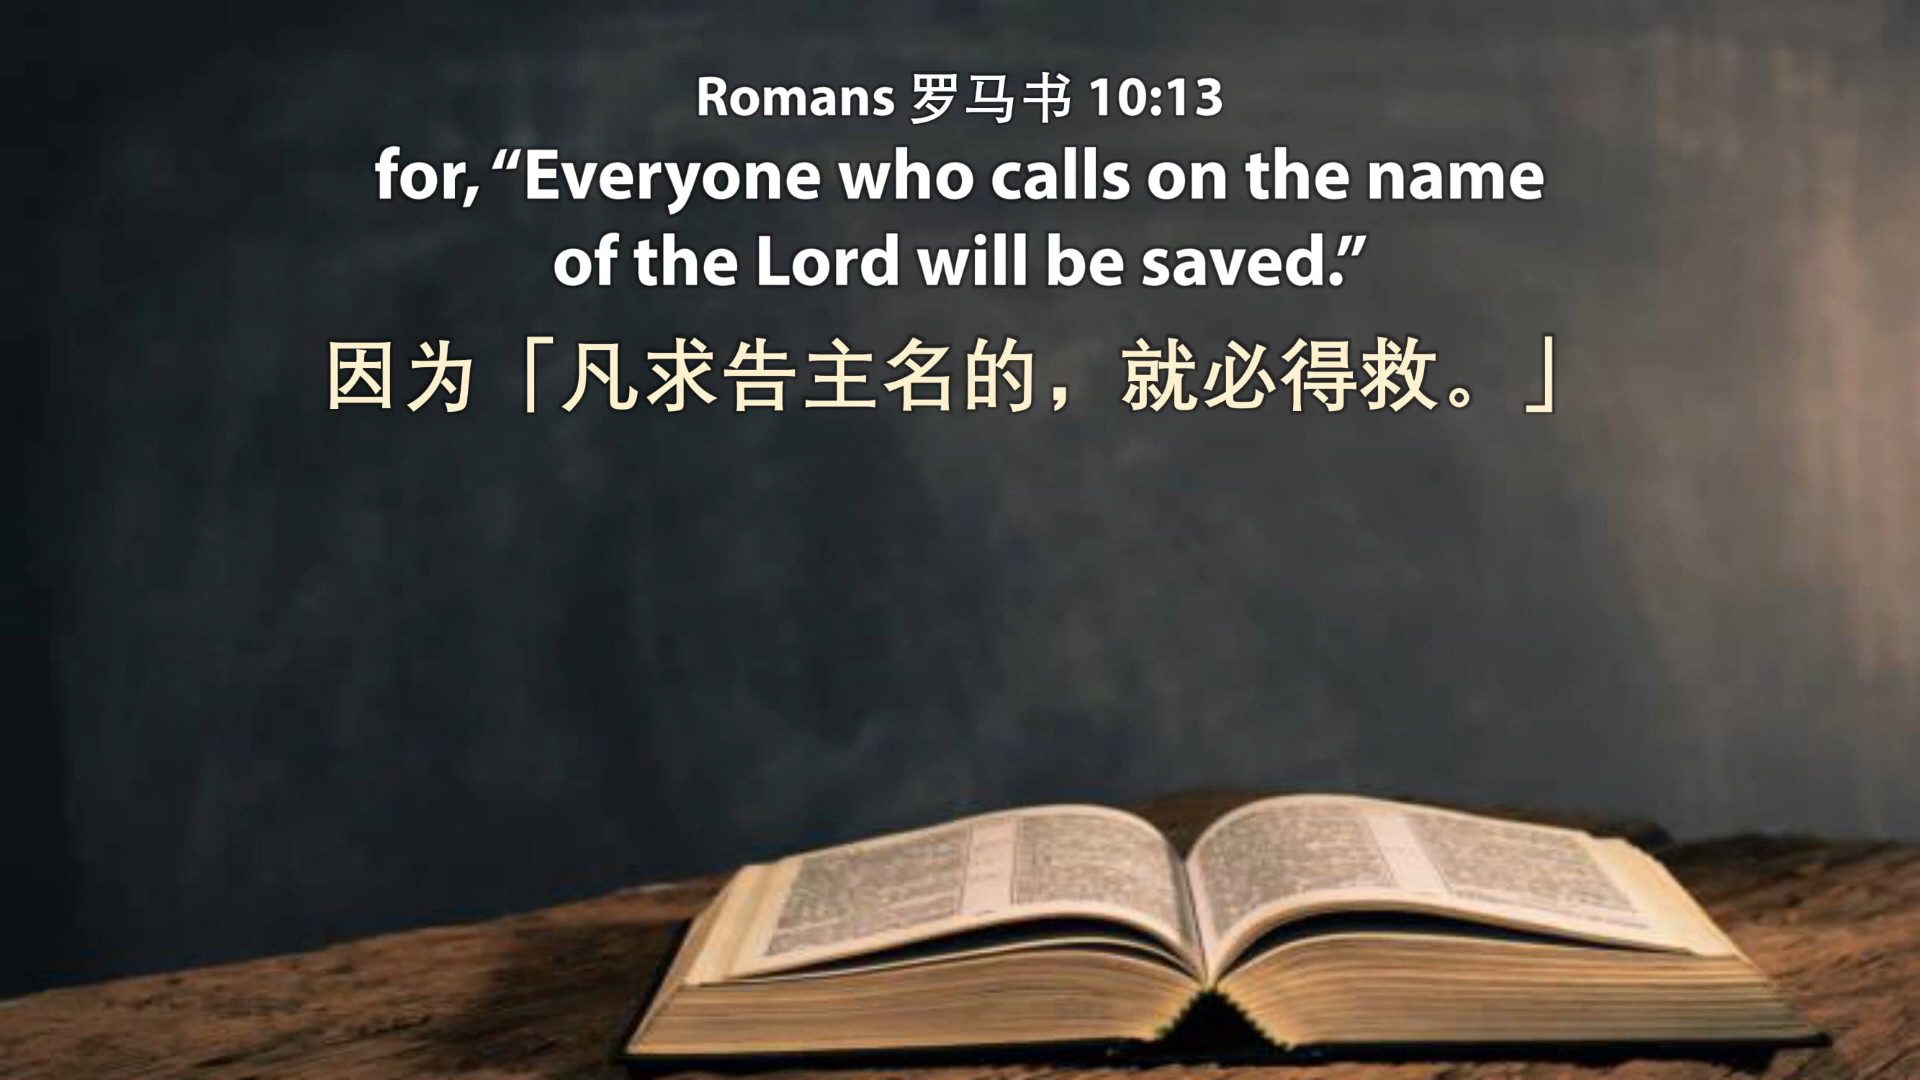 Romans 罗马书 10:13
for, “Everyone who calls on the name
of the Lord will be saved.”
因为「凡求告主名的，就必得救。」